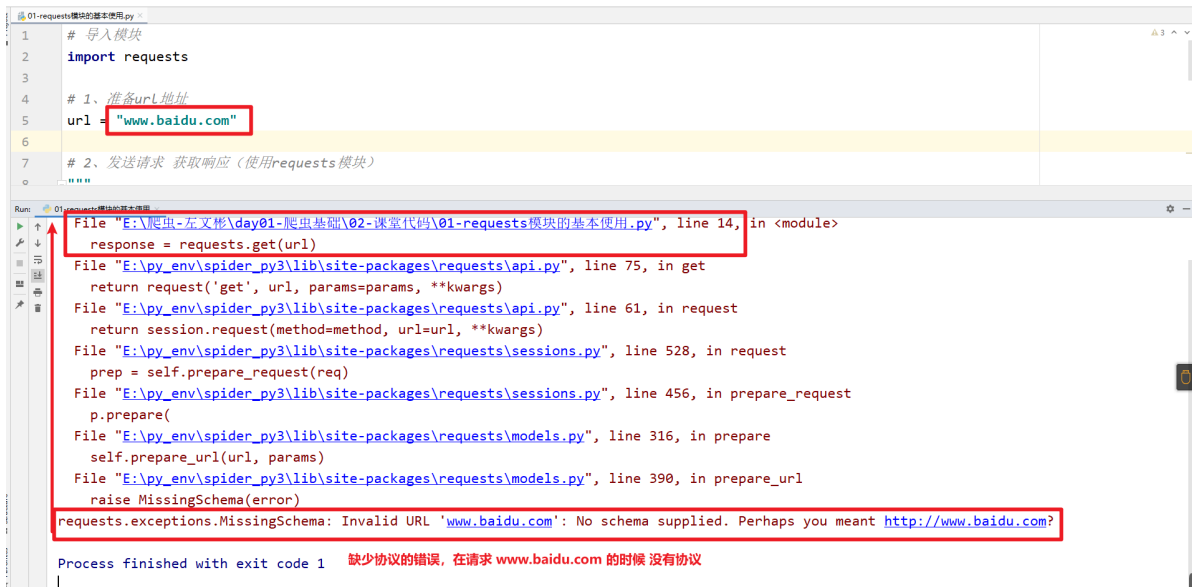 01-requests模块的基本使用.py
3
1 # 导入模块
2 import requests
3
4 # 1、准备url地址
5 url = "www.baidu.com"
6
7 # 2、发送请求 获取响应（使用requests模块）
"""
Run: 01-requests模块的基本使用
File "E:\爬虫-左文彬\day01-爬虫基础\02-课堂代码\01-requests模块的基本使用.py", line 14, in <module>
response = requests.get(url)
File "E:\py_env\spider_py3\lib\site-packages\requests\api.py", line 75, in get
return request('get', url, params=params, **kwargs)
File "E:\py_env\spider_py3\lib\site-packages\requests\api.py", line 61, in request
return session.request(method=method, url=url, **kwargs)
File "E:\py_env\spider_py3\lib\site-packages\requests\sessions.py", line 528, in request
prep = self.prepare_request(req)
File "E:\py_env\spider_py3\lib\site-packages\requests\sessions.py", line 456, in prepare_request
p.prepare(
File "E:\py_env\spider_py3\lib\site-packages\requests\models.py", line 316, in prepare
self.prepare_url(url, params)
File "E:\py_env\spider_py3\lib\site-packages\requests\models.py", line 390, in prepare_url
raise MissingSchema(error)
requests.exceptions.MissingSchema: Invalid URL 'www.baidu.com': No schema supplied. Perhaps you meant http://www.baidu.com?
Process finished with exit code 1 缺少协议的错误，在请求 www.baidu.com 的时候 没有协议